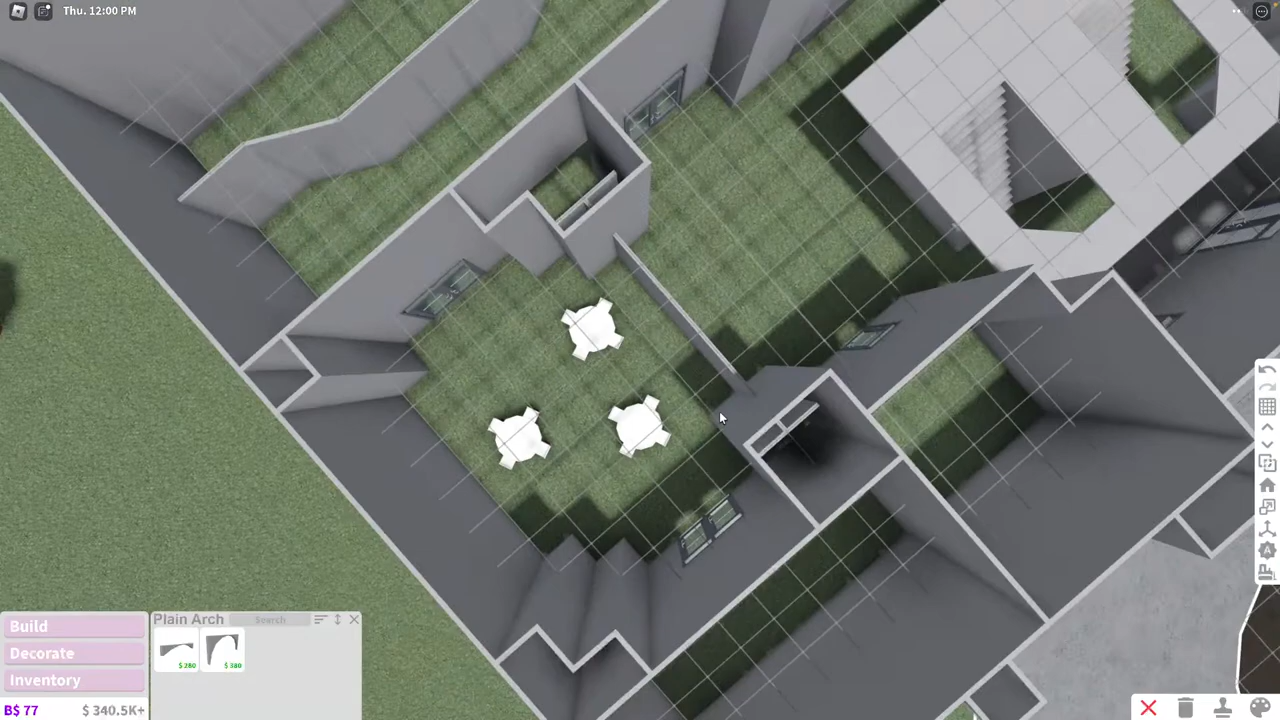 Thu. 12:00 PM
Build
Decorate
Inventory
B$ 77
$ 340.5K+
Plain Arch
Search
$ 280
$ 380